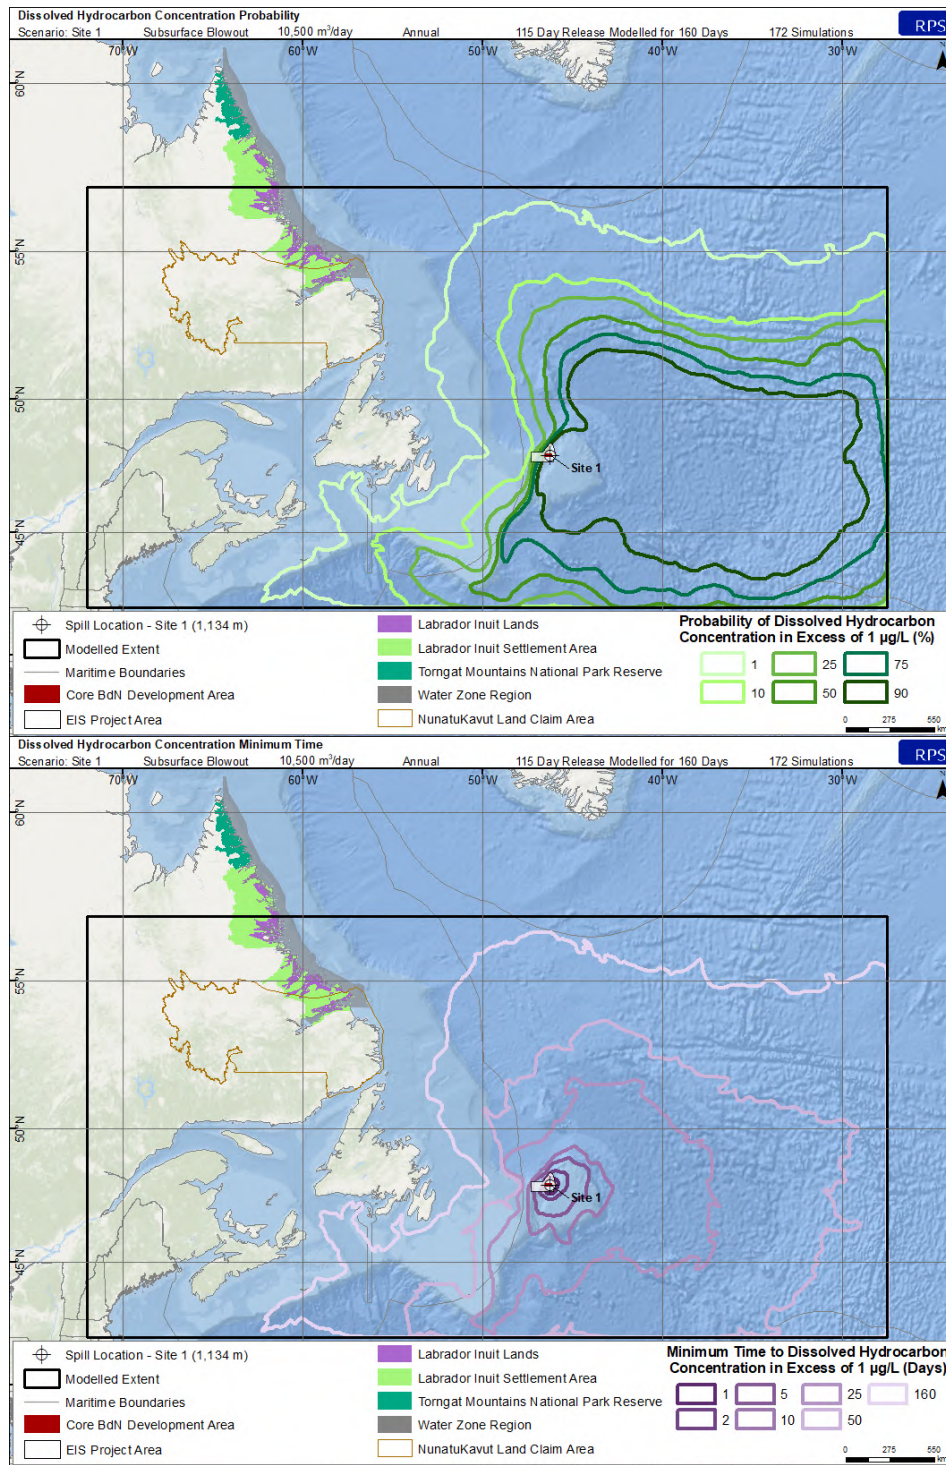 Dissolved Hydrocarbon Concentration Probability
Scenario: Site 1 Subsurface Blowout 10,500 m³/day Annual 115 Day Release Modelled for 160 Days 172 Simulations
RPS
70°W 60°W 50°W 40°W 30°W
N
60°N
55°N
50°N
45°N
Site 1
Spill Location - Site 1 (1,134 m)
Modelled Extent
Maritime Boundaries
Core BdN Development Area
EIS Project Area
Labrador Inuit Lands
Labrador Inuit Settlement Area
Torngat Mountains National Park Reserve
Water Zone Region
NunatuKavut Land Claim Area
Probability of Dissolved Hydrocarbon
Concentration in Excess of 1 µg/L (%)
1 25 75
10 50 90
0 275 550
km
Dissolved Hydrocarbon Concentration Minimum Time
Scenario: Site 1 Subsurface Blowout 10,500 m³/day Annual 115 Day Release Modelled for 160 Days 172 Simulations
RPS
70°W 60°W 50°W 40°W 30°W
N
60°N
55°N
50°N
45°N
Site 1
Spill Location - Site 1 (1,134 m)
Modelled Extent
Maritime Boundaries
Core BdN Development Area
EIS Project Area
Labrador Inuit Lands
Labrador Inuit Settlement Area
Torngat Mountains National Park Reserve
Water Zone Region
NunatuKavut Land Claim Area
Minimum Time to Dissolved Hydrocarbon
Concentration in Excess of 1 µg/L (Days)
1 5 25 160
2 10 50
0 275 550
km